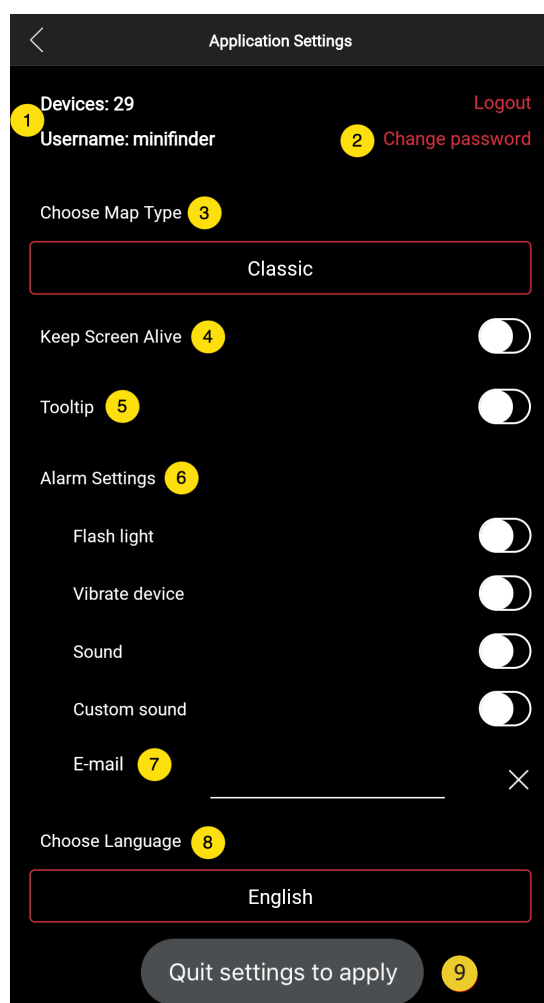 Application Settings
Devices: 29 Logout
1
Username: minifinder 2 Change password
Choose Map Type 3
Classic
Keep Screen Alive 4
Tooltip 5
Alarm Settings 6
Flash light
Vibrate device
Sound
Custom sound
E-mail 7
Choose Language 8
English
Quit settings to apply 9